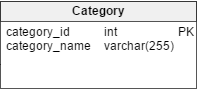 Category
category_id int PK
category_name varchar(255)